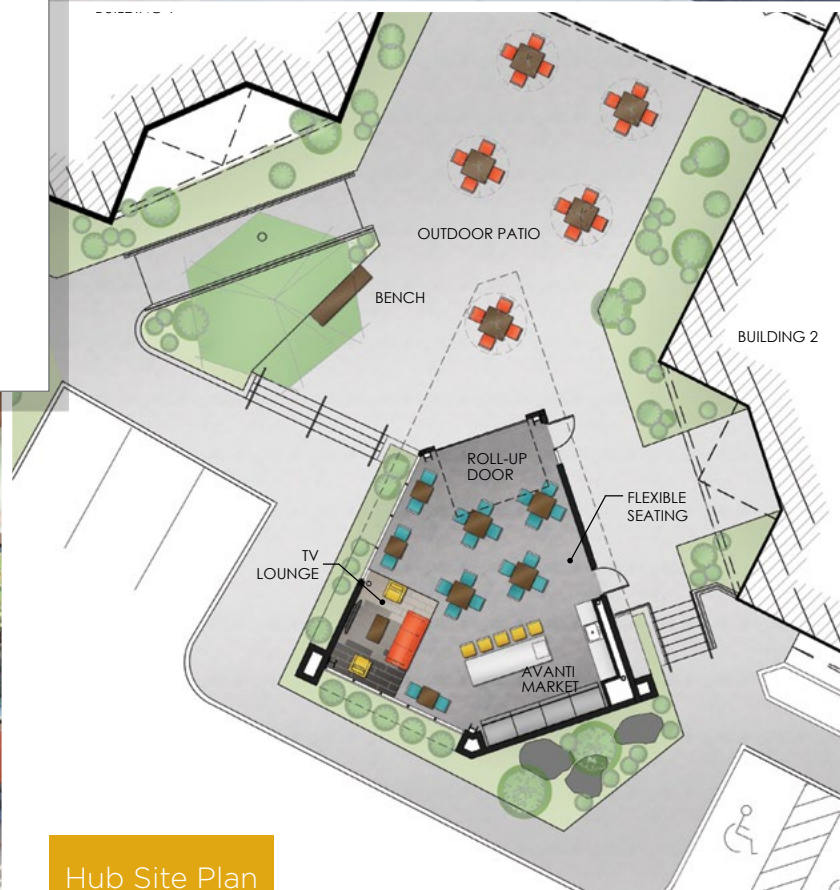 OUTDOOR PATIO
BENCH
BUILDING 2
ROLL-UP
DOOR
FLEXIBLE
SEATING
TV
LOUNGE
AVANTI
MARKET
Hub Site Plan